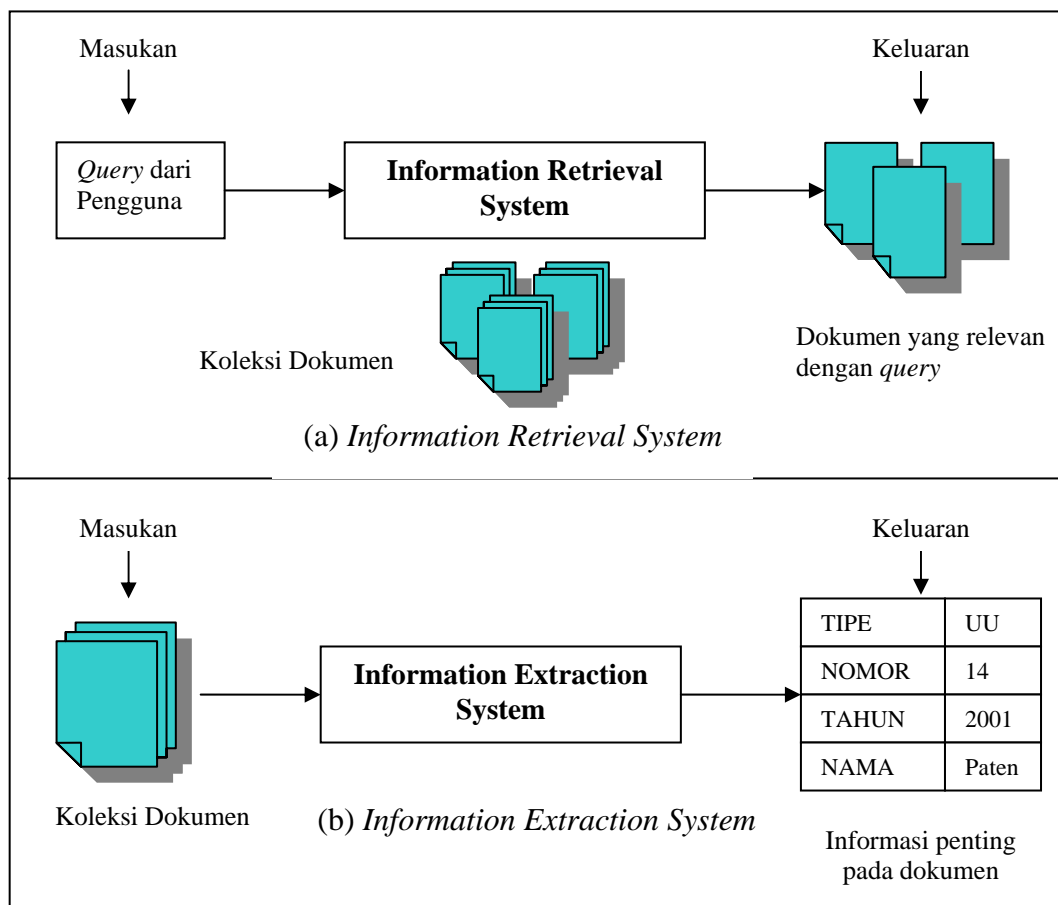 Masukan
Keluaran
Query dari
Pengguna
Information Retrieval
System
Koleksi Dokumen
Dokumen yang relevan
dengan query
(a) Information Retrieval System
Masukan
Keluaran
Information Extraction
System
TIPE UU
NOMOR 14
TAHUN 2001
NAMA Paten
Koleksi Dokumen
(b) Information Extraction System
Informasi penting
pada dokumen